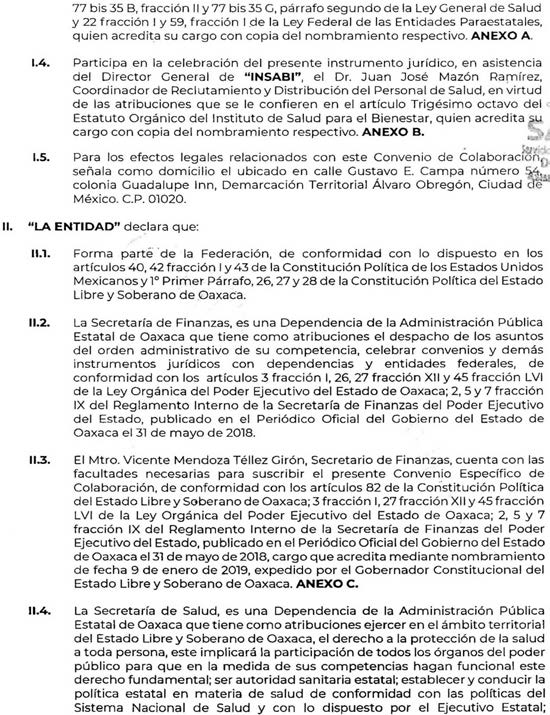 77 bis 35 B, fracción II y 77 bis 35 G, párrafo segundo de la Ley General de Salud
y 22 fracción I y 59, fracción I de la Ley Federal de las Entidades Paraestatales,
quien acredita su cargo con copia del nombramiento respectivo. ANEXO A.
I.4. Participa en la celebración del presente instrumento jurídico, en asistencia
del Director General de “INSABI”, el Dr. Juan José Mazón Ramírez,
Coordinador de Reclutamiento y Distribución del Personal de Salud, en virtud
de las atribuciones que se le confieren en el artículo Trigésimo octavo del
Estatuto Orgánico del Instituto de Salud para el Bienestar, quien acredita su
cargo con copia del nombramiento respectivo. ANEXO B.
I.5. Para los efectos legales relacionados con este Convenio de Colaboración,
señala como domicilio el ubicado en calle Gustavo E. Campa número 54,
colonia Guadalupe Inn, Demarcación Territorial Álvaro Obregón, Ciudad de
México. C.P. 01020.
II. “LA ENTIDAD” declara que:
II.1. Forma parte de la Federación, de conformidad con lo dispuesto en los
artículos 40, 42 fracción I y 43 de la Constitución Política de los Estados Unidos
Mexicanos y 1° Primer Párrafo, 26, 27 y 28 de la Constitución Política del Estado
Libre y Soberano de Oaxaca.
II.2. La Secretaría de Finanzas, es una Dependencia de la Administración Pública
Estatal de Oaxaca que tiene como atribuciones el despacho de los asuntos
del orden administrativo de su competencia, celebrar convenios y demás
instrumentos jurídicos con dependencias y entidades federales, de
conformidad con los artículos 3 fracción I, 26, 27 fracción XII y 45 fracción LVI
de la Ley Orgánica del Poder Ejecutivo del Estado de Oaxaca; 2, 5 y 7 fracción
IX del Reglamento Interno de la Secretaría de Finanzas del Poder Ejecutivo
del Estado, publicado en el Periódico Oficial del Gobierno del Estado de
Oaxaca el 31 de mayo de 2018.
II.3. El Mtro. Vicente Mendoza Téllez Girón, Secretario de Finanzas, cuenta con las
facultades necesarias para suscribir el presente Convenio Específico de
Colaboración, de conformidad con los artículos 82 de la Constitución Política
del Estado Libre y Soberano de Oaxaca; 3 fracción I, 27 fracción XII y 45 fracción
LVI de la Ley Orgánica del Poder Ejecutivo del Estado de Oaxaca; 2, 5 y 7
fracción IX del Reglamento Interno de la Secretaría de Finanzas del Poder
Ejecutivo del Estado, publicado en el Periódico Oficial del Gobierno del Estado
de Oaxaca el 31 de mayo de 2018, cargo que acredita mediante nombramiento
de fecha 9 de enero de 2019, expedido por el Gobernador Constitucional del
Estado Libre y Soberano de Oaxaca. ANEXO C.
II.4. La Secretaría de Salud, es una Dependencia de la Administración Pública
Estatal de Oaxaca que tiene como atribuciones ejercer en el ámbito territorial
del Estado Libre y Soberano de Oaxaca, el derecho a la protección de la salud
a toda persona, este implicará la participación de todos los órganos del poder
público para que en la medida de sus competencias hagan funcional este
derecho fundamental; ser autoridad sanitaria estatal; establecer y conducir la
política estatal en materia de salud de conformidad con las políticas del
Sistema Nacional de Salud y con lo dispuesto por el Ejecutivo Estatal;